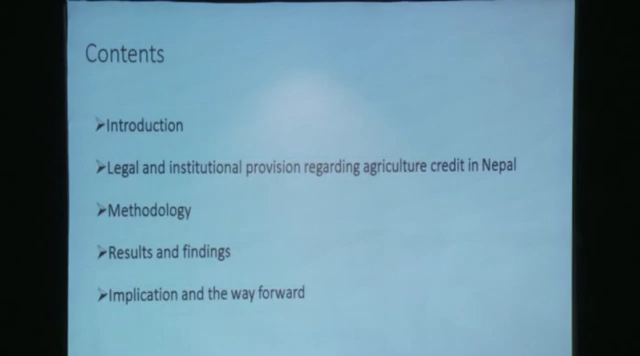 Contents
➢Introduction
➢Legal and institutional provision regarding agriculture credit in Nepal
➢Methodology
➢Results and findings
➢Implication and the way forward